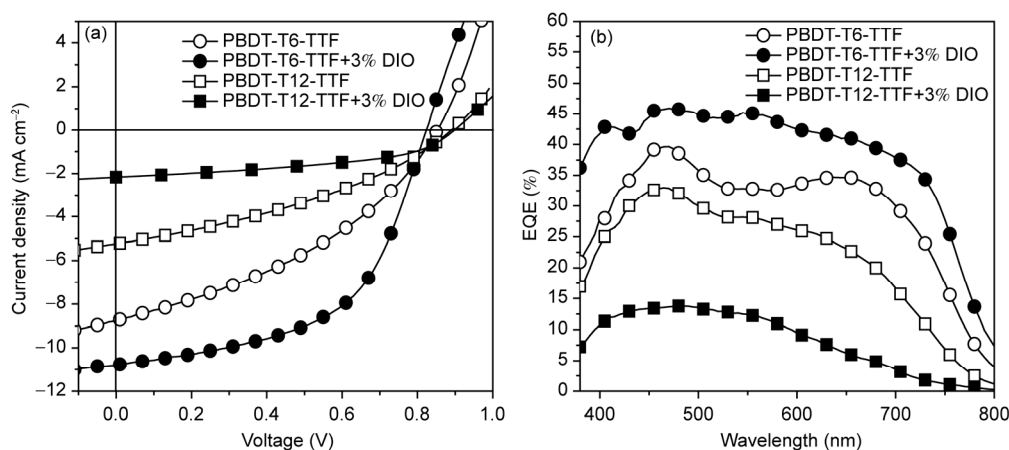 (a)
PBDT-T6-TTF
PBDT-T6-TTF+3% DIO
PBDT-T12-TTF
PBDT-T12-TTF+3% DIO
4
2
0
−2
−4
−6
−8
−10
−12
Current density (mA cm⁻²)
0.0 0.2 0.4 0.6 0.8 1.0
Voltage (V)
(b)
PBDT-T6-TTF
PBDT-T6-TTF+3% DIO
PBDT-T12-TTF
PBDT-T12-TTF+3% DIO
65
60
55
50
45
40
35
30
25
20
15
10
5
0
EQE (%)
400 500 600 700 800
Wavelength (nm)